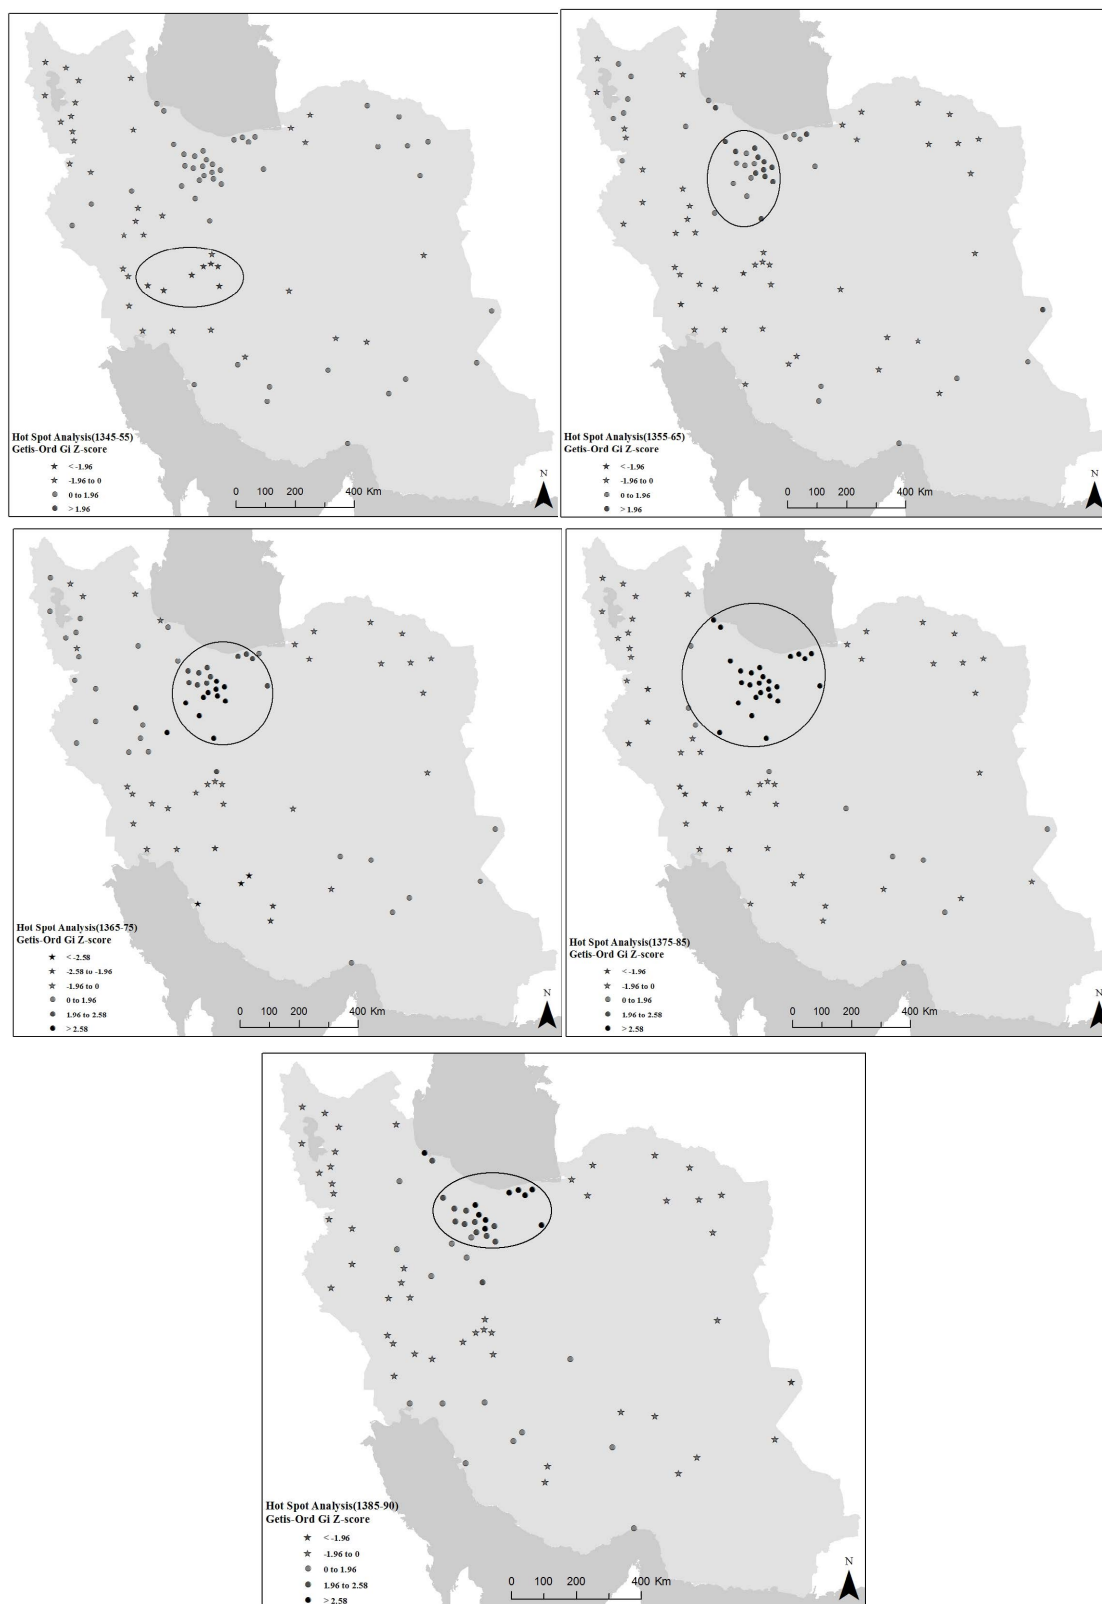 Hot Spot Analysis(1345-55)
Getis-Ord Gi Z-score
< -1.96
-1.96 to 0
0 to 1.96
> 1.96
0 100 200 400 Km
N
Hot Spot Analysis(1355-65)
Getis-Ord Gi Z-score
< -1.96
-1.96 to 0
0 to 1.96
> 1.96
0 100 200 400 Km
N
Hot Spot Analysis(1365-75)
Getis-Ord Gi Z-score
< -2.58
-2.58 to -1.96
-1.96 to 0
0 to 1.96
1.96 to 2.58
> 2.58
0 100 200 400 Km
N
Hot Spot Analysis(1375-85)
Getis-Ord Gi Z-score
< -1.96
-1.96 to 0
0 to 1.96
1.96 to 2.58
> 2.58
0 100 200 400 Km
N
Hot Spot Analysis(1385-90)
Getis-Ord Gi Z-score
< -1.96
-1.96 to 0
0 to 1.96
1.96 to 2.58
> 2.58
0 100 200 400 Km
N